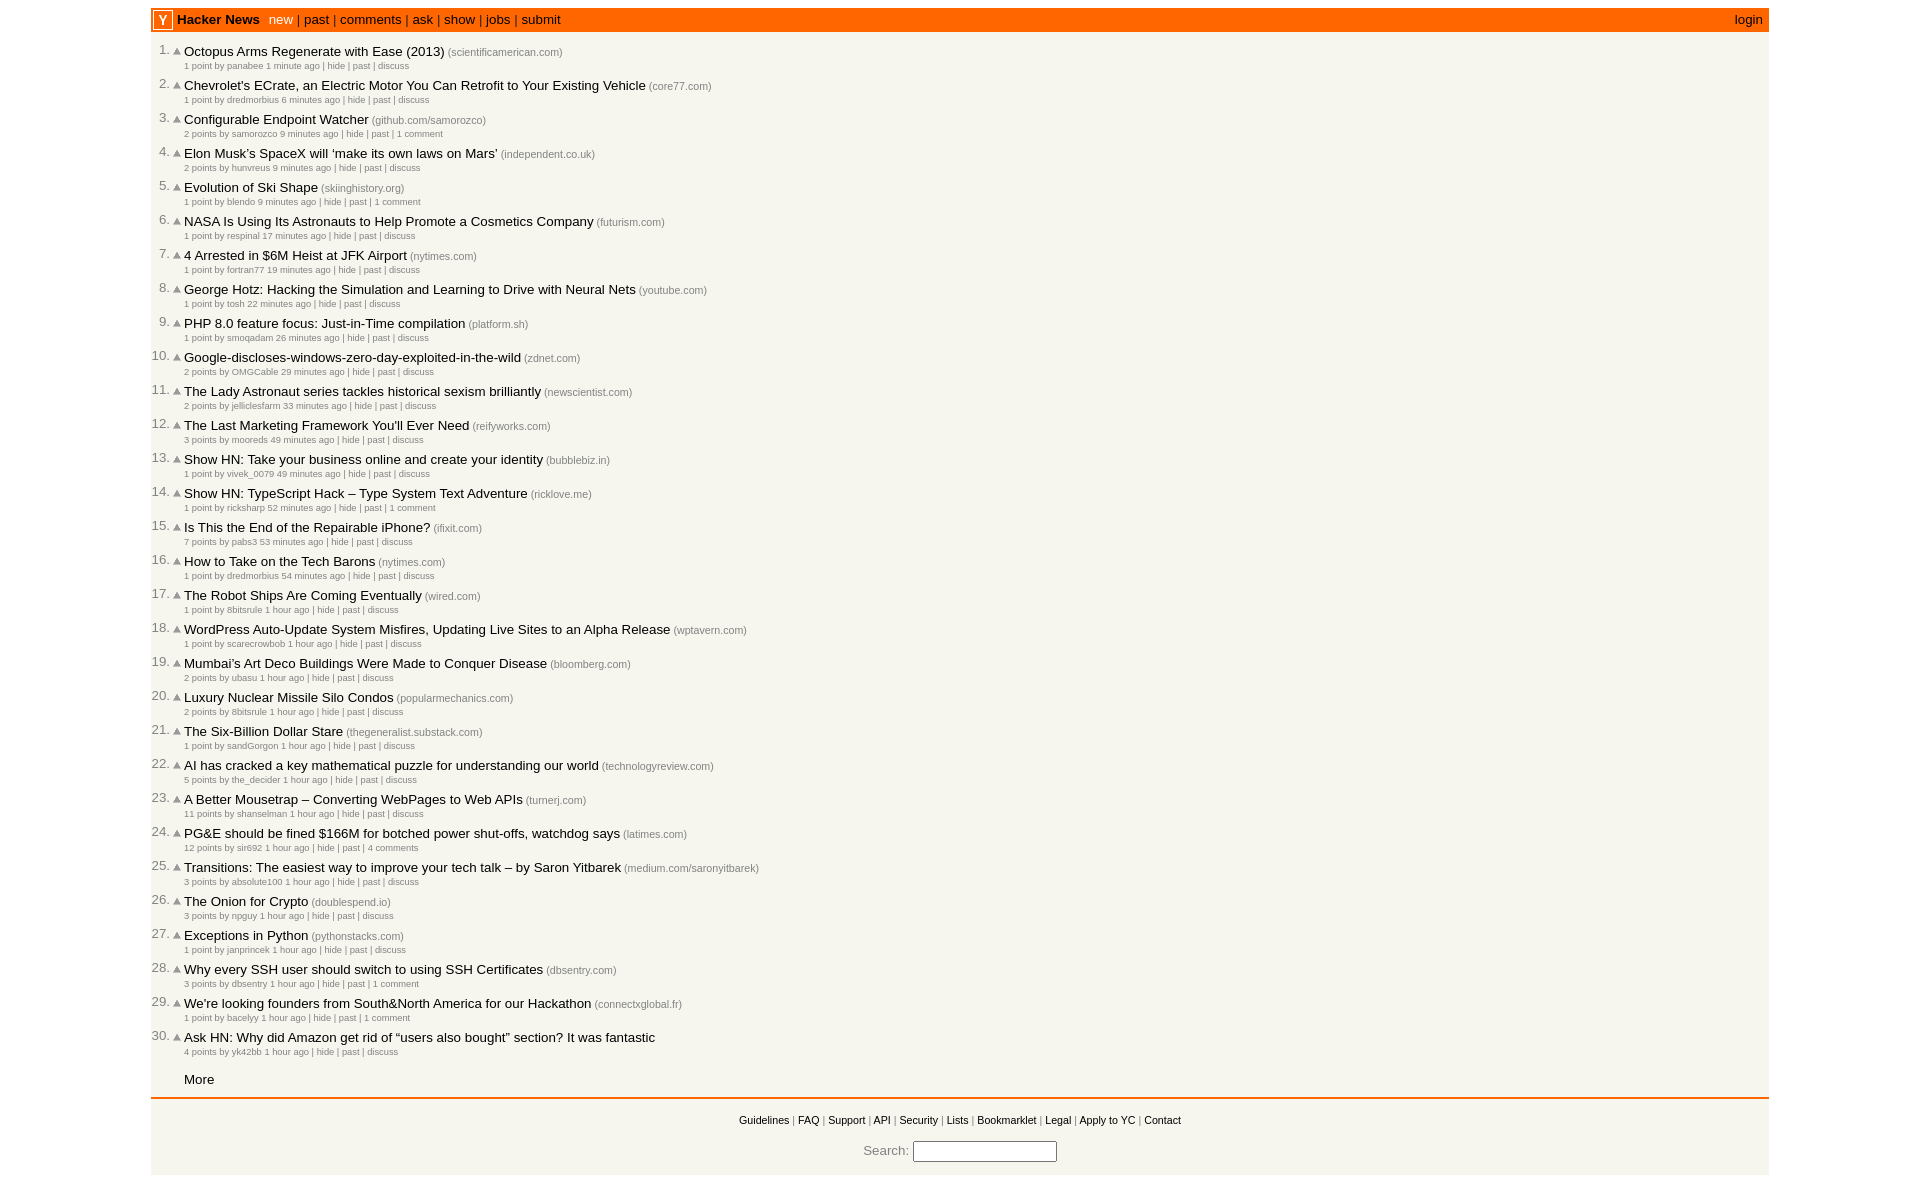 Y Hacker News new | past | comments | ask | show | jobs | submit login
1. Octopus Arms Regenerate with Ease (2013) (scientificamerican.com)
1 point by panabee 1 minute ago | hide | past | discuss
2. Chevrolet's ECrate, an Electric Motor You Can Retrofit to Your Existing Vehicle (core77.com)
1 point by dredmorbius 6 minutes ago | hide | past | discuss
3. Configurable Endpoint Watcher (github.com/samorozco)
2 points by samorozco 9 minutes ago | hide | past | 1 comment
4. Elon Musk’s SpaceX will ‘make its own laws on Mars’ (independent.co.uk)
2 points by hunvreus 9 minutes ago | hide | past | discuss
5. Evolution of Ski Shape (skiinghistory.org)
1 point by blendo 9 minutes ago | hide | past | 1 comment
6. NASA Is Using Its Astronauts to Help Promote a Cosmetics Company (futurism.com)
1 point by respinal 17 minutes ago | hide | past | discuss
7. 4 Arrested in $6M Heist at JFK Airport (nytimes.com)
1 point by fortran77 19 minutes ago | hide | past | discuss
8. George Hotz: Hacking the Simulation and Learning to Drive with Neural Nets (youtube.com)
1 point by tosh 22 minutes ago | hide | past | discuss
9. PHP 8.0 feature focus: Just-in-Time compilation (platform.sh)
1 point by smoqadam 26 minutes ago | hide | past | discuss
10. Google-discloses-windows-zero-day-exploited-in-the-wild (zdnet.com)
2 points by OMGCable 29 minutes ago | hide | past | discuss
11. The Lady Astronaut series tackles historical sexism brilliantly (newscientist.com)
2 points by jelliclesfarm 33 minutes ago | hide | past | discuss
12. The Last Marketing Framework You'll Ever Need (reifyworks.com)
3 points by mooreds 49 minutes ago | hide | past | discuss
13. Show HN: Take your business online and create your identity (bubblebiz.in)
1 point by vivek_0079 49 minutes ago | hide | past | discuss
14. Show HN: TypeScript Hack – Type System Text Adventure (ricklove.me)
1 point by ricksharp 52 minutes ago | hide | past | 1 comment
15. Is This the End of the Repairable iPhone? (ifixit.com)
7 points by pabs3 53 minutes ago | hide | past | discuss
16. How to Take on the Tech Barons (nytimes.com)
1 point by dredmorbius 54 minutes ago | hide | past | discuss
17. The Robot Ships Are Coming Eventually (wired.com)
1 point by 8bitsrule 1 hour ago | hide | past | discuss
18. WordPress Auto-Update System Misfires, Updating Live Sites to an Alpha Release (wptavern.com)
1 point by scarecrowbob 1 hour ago | hide | past | discuss
19. Mumbai’s Art Deco Buildings Were Made to Conquer Disease (bloomberg.com)
2 points by ubasu 1 hour ago | hide | past | discuss
20. Luxury Nuclear Missile Silo Condos (popularmechanics.com)
2 points by 8bitsrule 1 hour ago | hide | past | discuss
21. The Six-Billion Dollar Stare (thegeneralist.substack.com)
1 point by sandGorgon 1 hour ago | hide | past | discuss
22. AI has cracked a key mathematical puzzle for understanding our world (technologyreview.com)
5 points by the_decider 1 hour ago | hide | past | discuss
23. A Better Mousetrap – Converting WebPages to Web APIs (turnerj.com)
11 points by shanselman 1 hour ago | hide | past | discuss
24. PG&E should be fined $166M for botched power shut-offs, watchdog says (latimes.com)
12 points by sir692 1 hour ago | hide | past | 4 comments
25. Transitions: The easiest way to improve your tech talk – by Saron Yitbarek (medium.com/saronyitbarek)
3 points by absolute100 1 hour ago | hide | past | discuss
26. The Onion for Crypto (doublespend.io)
3 points by npguy 1 hour ago | hide | past | discuss
27. Exceptions in Python (pythonstacks.com)
1 point by janprincek 1 hour ago | hide | past | discuss
28. Why every SSH user should switch to using SSH Certificates (dbsentry.com)
3 points by dbsentry 1 hour ago | hide | past | 1 comment
29. We're looking founders from South&North America for our Hackathon (connectxglobal.fr)
1 point by bacelyy 1 hour ago | hide | past | 1 comment
30. Ask HN: Why did Amazon get rid of “users also bought” section? It was fantastic
4 points by yk42bb 1 hour ago | hide | past | discuss
More
Guidelines | FAQ | Support | API | Security | Lists | Bookmarklet | Legal | Apply to YC | Contact
Search: